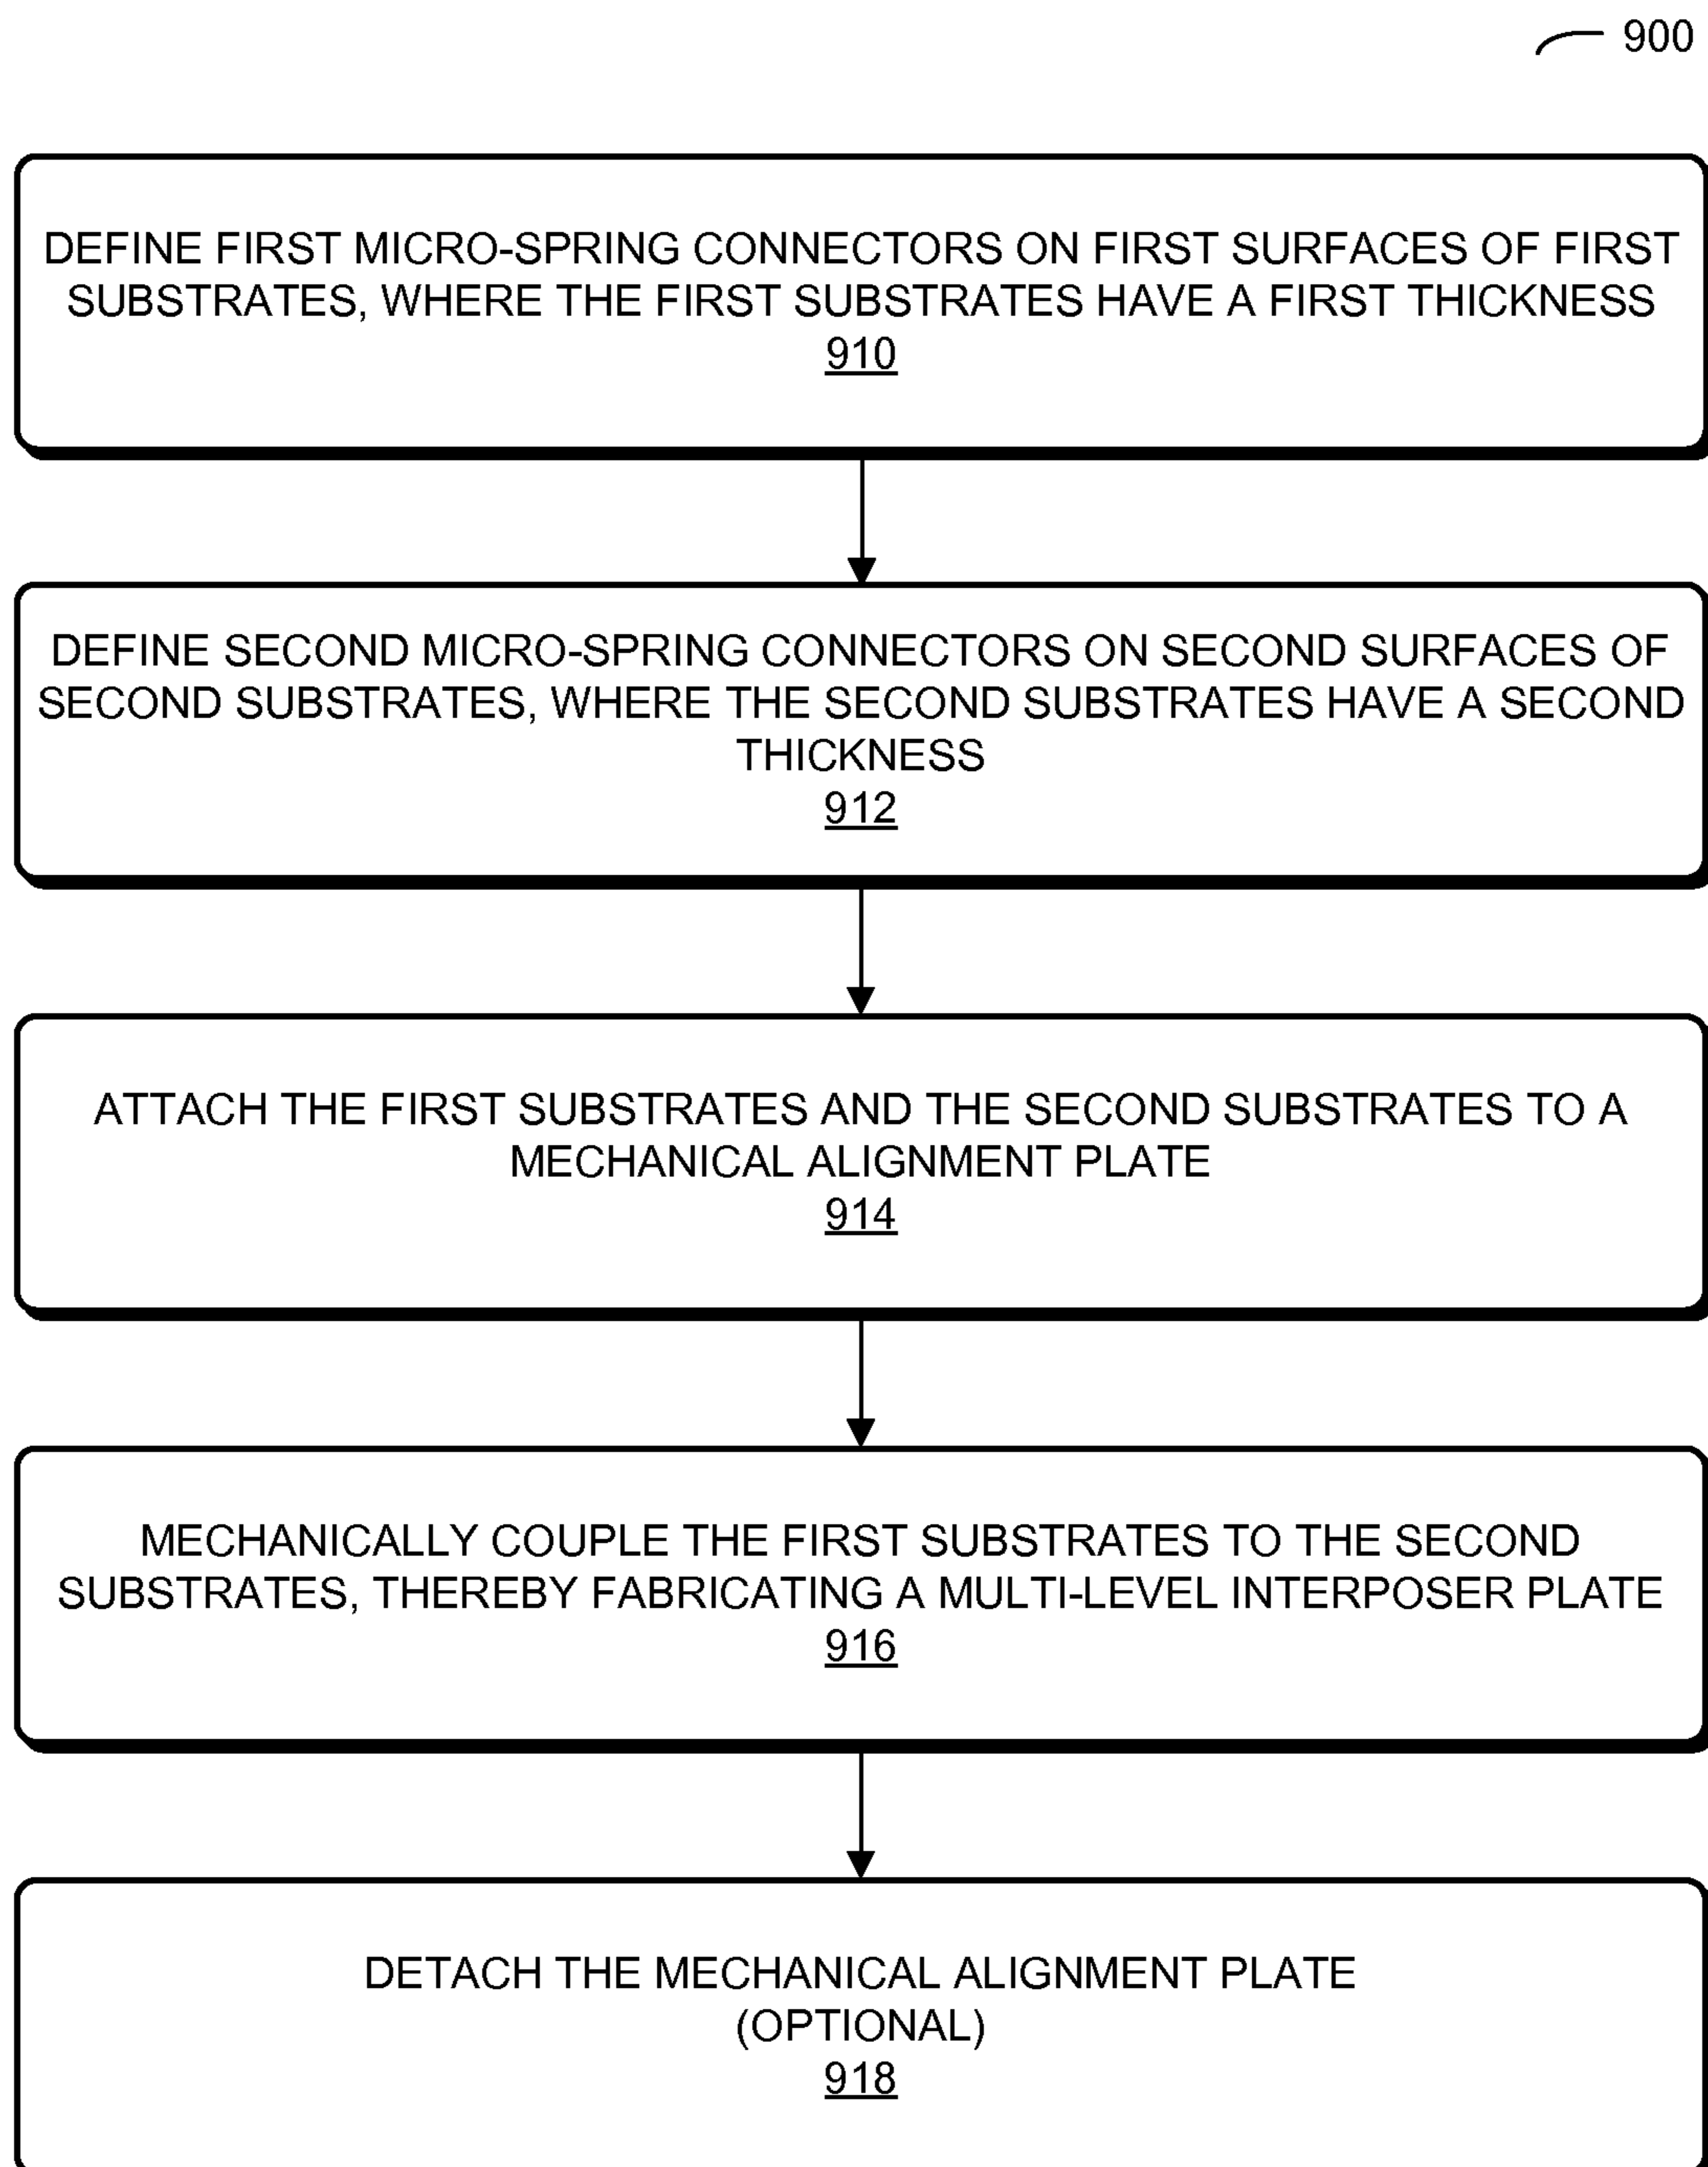 900
DEFINE FIRST MICRO-SPRING CONNECTORS ON FIRST SURFACES OF FIRST
SUBSTRATES, WHERE THE FIRST SUBSTRATES HAVE A FIRST THICKNESS
910
DEFINE SECOND MICRO-SPRING CONNECTORS ON SECOND SURFACES OF
SECOND SUBSTRATES, WHERE THE SECOND SUBSTRATES HAVE A SECOND
THICKNESS
912
ATTACH THE FIRST SUBSTRATES AND THE SECOND SUBSTRATES TO A
MECHANICAL ALIGNMENT PLATE
914
MECHANICALLY COUPLE THE FIRST SUBSTRATES TO THE SECOND
SUBSTRATES, THEREBY FABRICATING A MULTI-LEVEL INTERPOSER PLATE
916
DETACH THE MECHANICAL ALIGNMENT PLATE
(OPTIONAL)
918